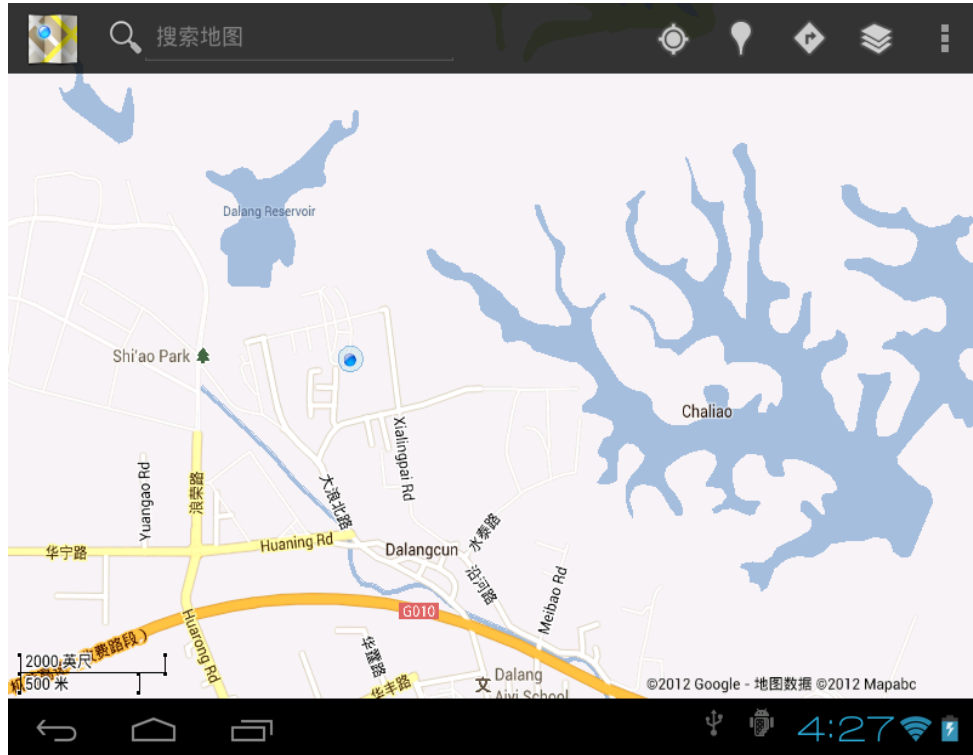 搜索地图
Dalang Reservoir
Shi'ao Park
Chaliao
Xialingpai Rd
Yuangao Rd
浪荣路
大浪北路
水泰路
华宁路
Huaning Rd
Dalangcun
沿河路
Meibao Rd
G010
Huarong Rd
费路段）
2000 英尺
500 米
华丰路
文 Dalang
Aiyi School
©2012 Google - 地图数据 ©2012 Mapabc
4:27